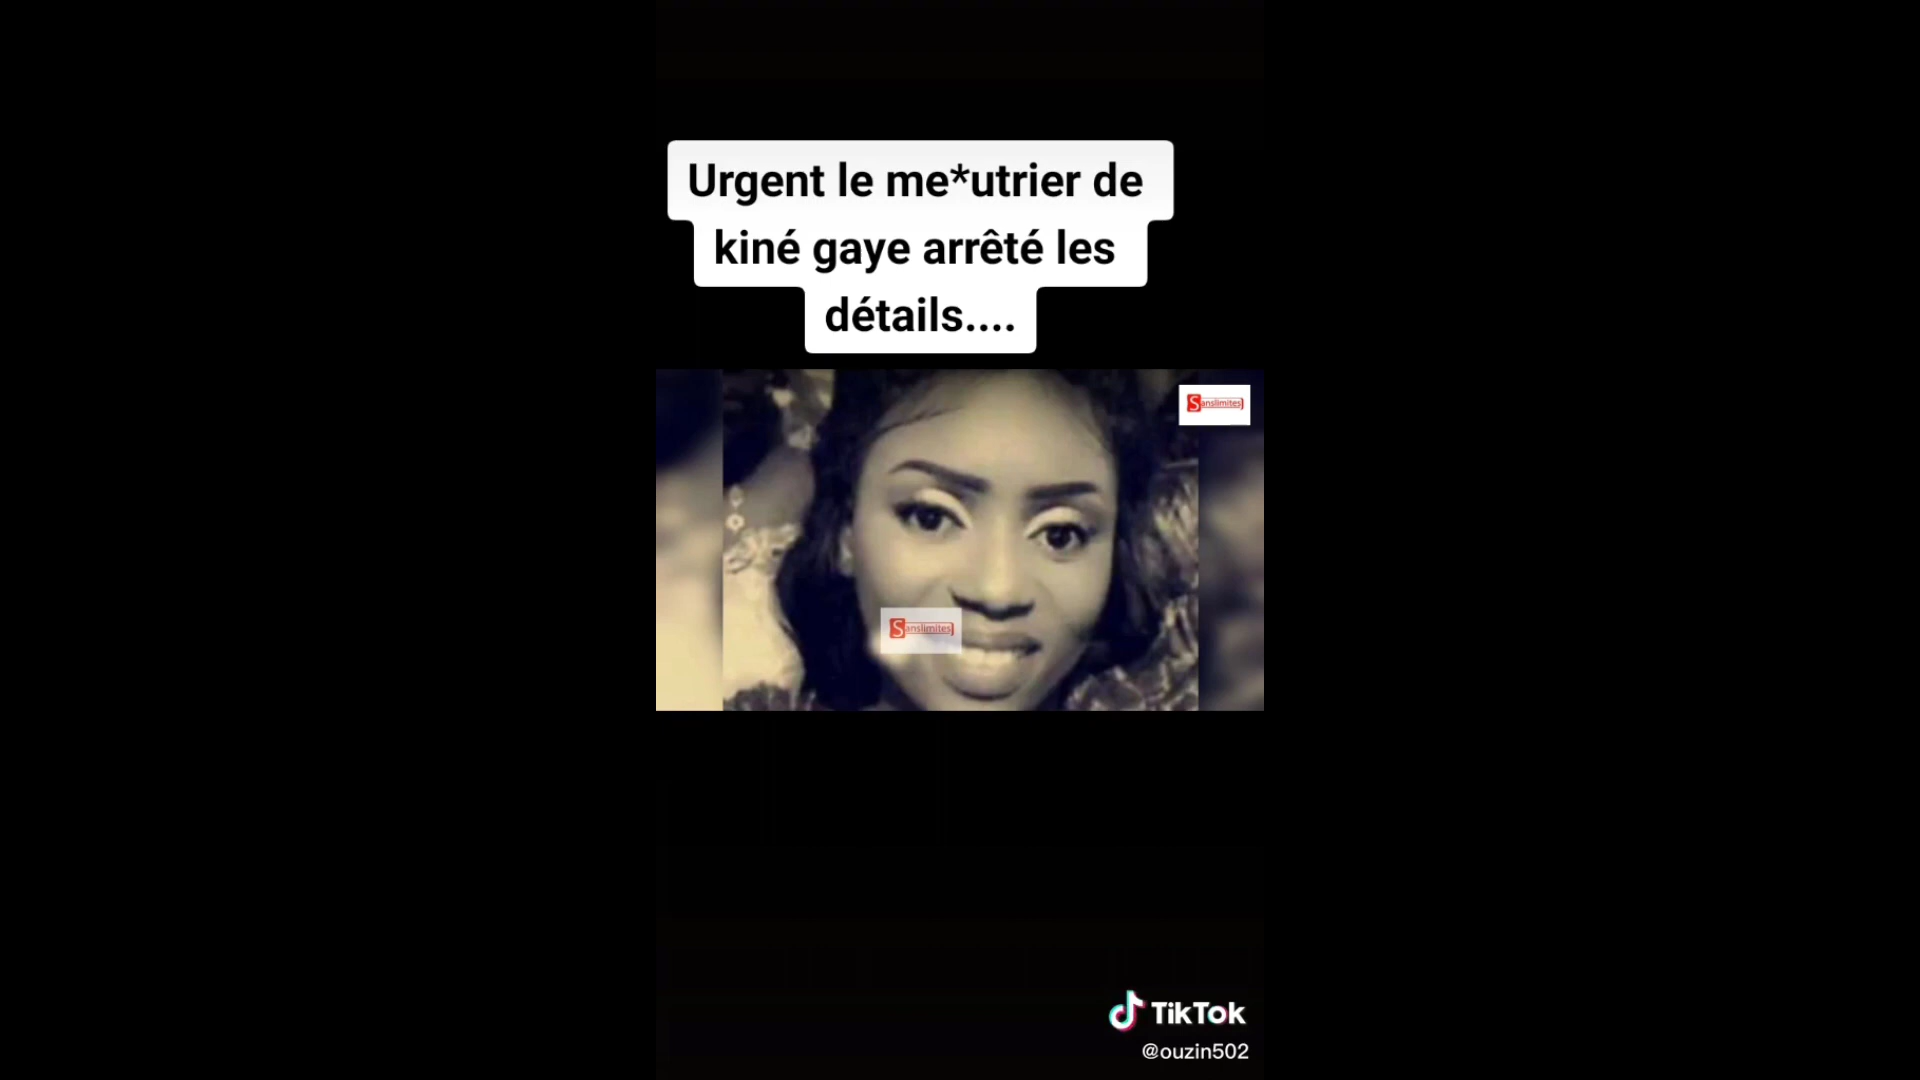 Urgent le me*utrier de
kiné gaye arrêté les
détails....
Sanslimites
Sanslimites
TikTok
@ouzin502